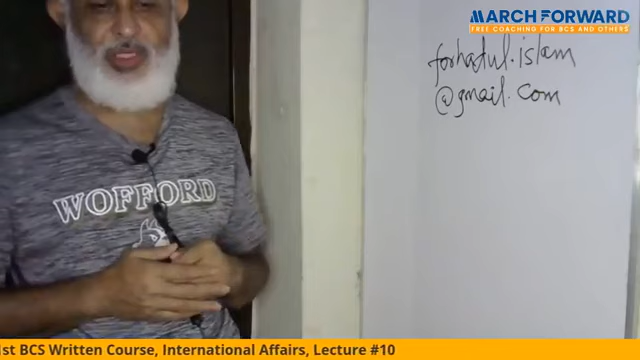 MARCH FORWARD
FREE COACHING FOR BCS AND OTHERS
forhadul.islam
@gmail.com
WOFFORD
1st BCS Written Course, International Affairs, Lecture #10